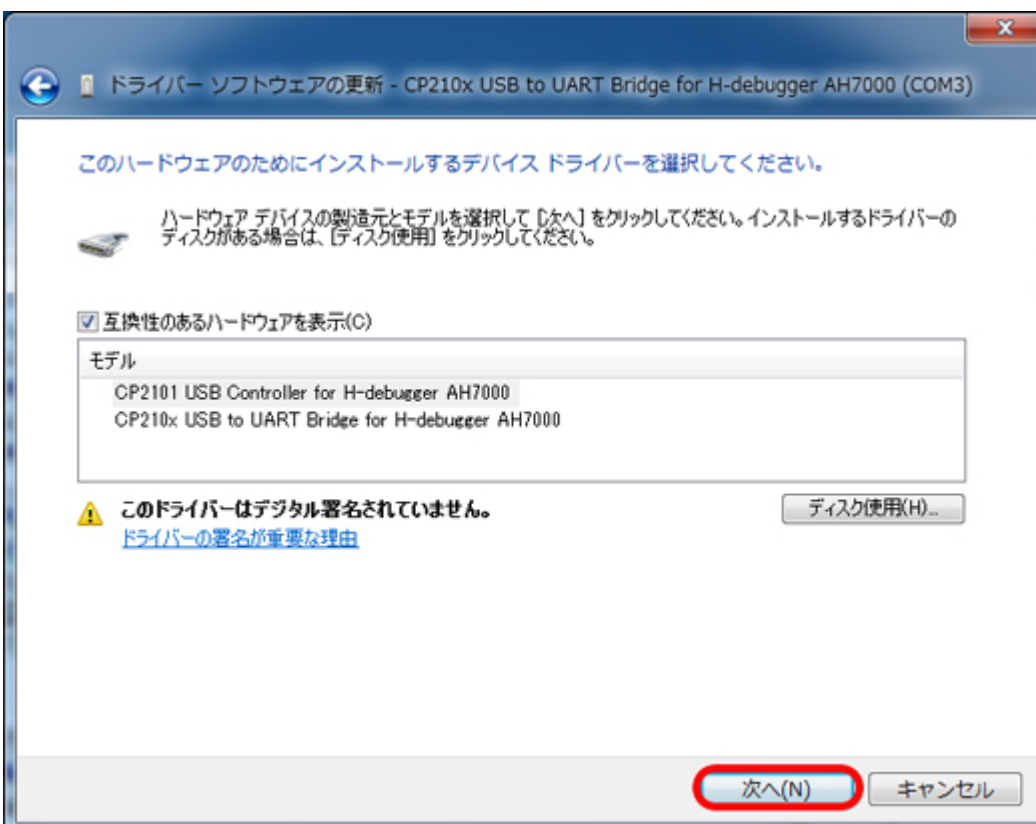 ドライバー ソフトウェアの更新 - CP210x USB to UART Bridge for H-debugger AH7000 (COM3)
このハードウェアのためにインストールするデバイス ドライバーを選択してください。
ハードウェア デバイスの製造元とモデルを選択して [次へ] をクリックしてください。インストールするドライバーの
ディスクがある場合は、[ディスク使用] をクリックしてください。
互換性のあるハードウェアを表示(C)
モデル
CP2101 USB Controller for H-debugger AH7000
CP210x USB to UART Bridge for H-debugger AH7000
このドライバーはデジタル署名されていません。
ディスク使用(H)...
ドライバーの署名が重要な理由
次へ(N)
キャンセル